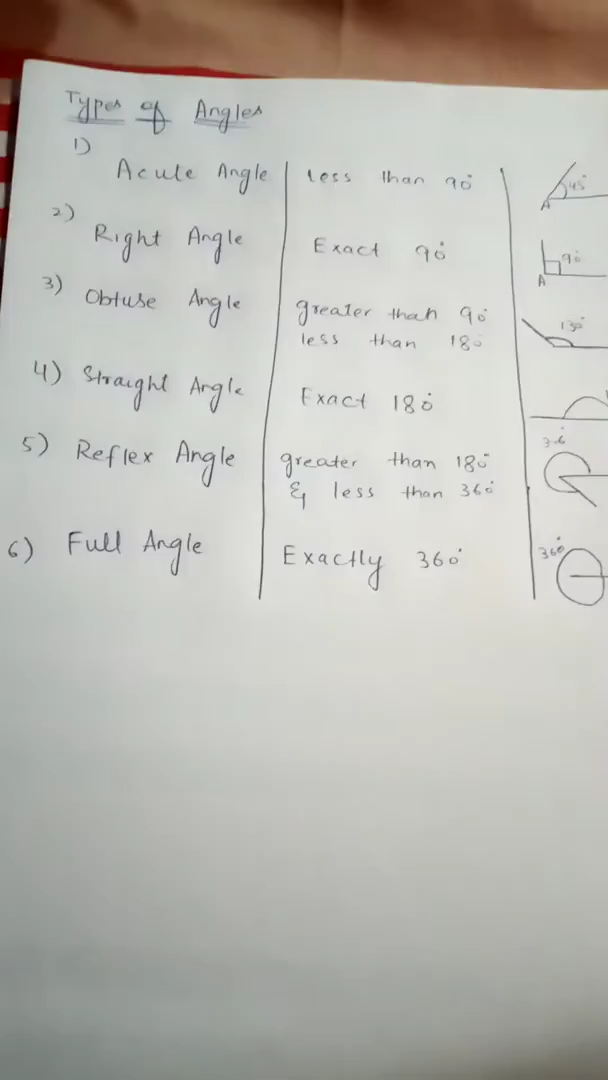 Types of Angles
1) Acute Angle less than 90°
45°
A
2) Right Angle Exact 90°
90°
A
3) Obtuse Angle greater than 90°
less than 180°
130°
4) Straight Angle Exact 180°
5) Reflex Angle greater than 180°
& less than 360°
6) Full Angle Exactly 360°
360°